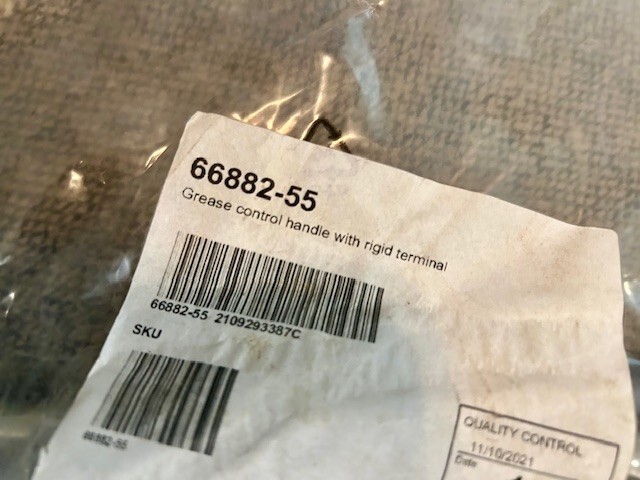 66882-55
Grease control handle with rigid terminal
66882-55 2109293387C
SKU
66882-55
QUALITY CONTROL
11/10/2021
Date